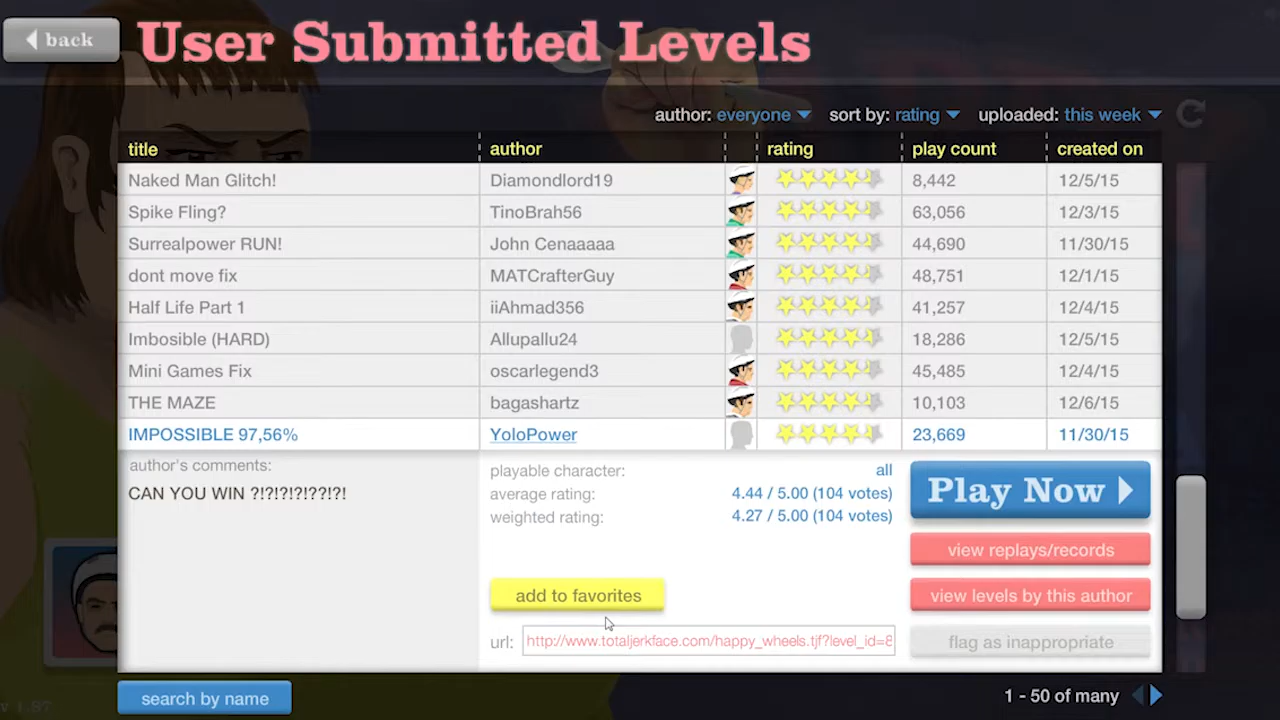 back
User Submitted Levels
author: everyone sort by: rating uploaded: this week
title author rating play count created on
Naked Man Glitch! Diamondlord19 8,442 12/5/15
Spike Fling? TinoBrah56 63,056 12/3/15
Surrealpower RUN! John Cenaaaaa 44,690 11/30/15
dont move fix MATCrafterGuy 48,751 12/1/15
Half Life Part 1 iiAhmad356 41,257 12/4/15
Imbosible (HARD) Allupallu24 18,286 12/5/15
Mini Games Fix oscarlegend3 45,485 12/4/15
THE MAZE bagashartz 10,103 12/6/15
IMPOSSIBLE 97,56% YoloPower 23,669 11/30/15
author's comments:
CAN YOU WIN ?!?!?!?!??!?!
playable character: all
average rating: 4.44 / 5.00 (104 votes)
weighted rating: 4.27 / 5.00 (104 votes)
Play Now
view replays/records
add to favorites
view levels by this author
url: http://www.totaljerkface.com/happy_wheels.tjf?level_id=8
flag as inappropriate
search by name
1 - 50 of many
v 1.87